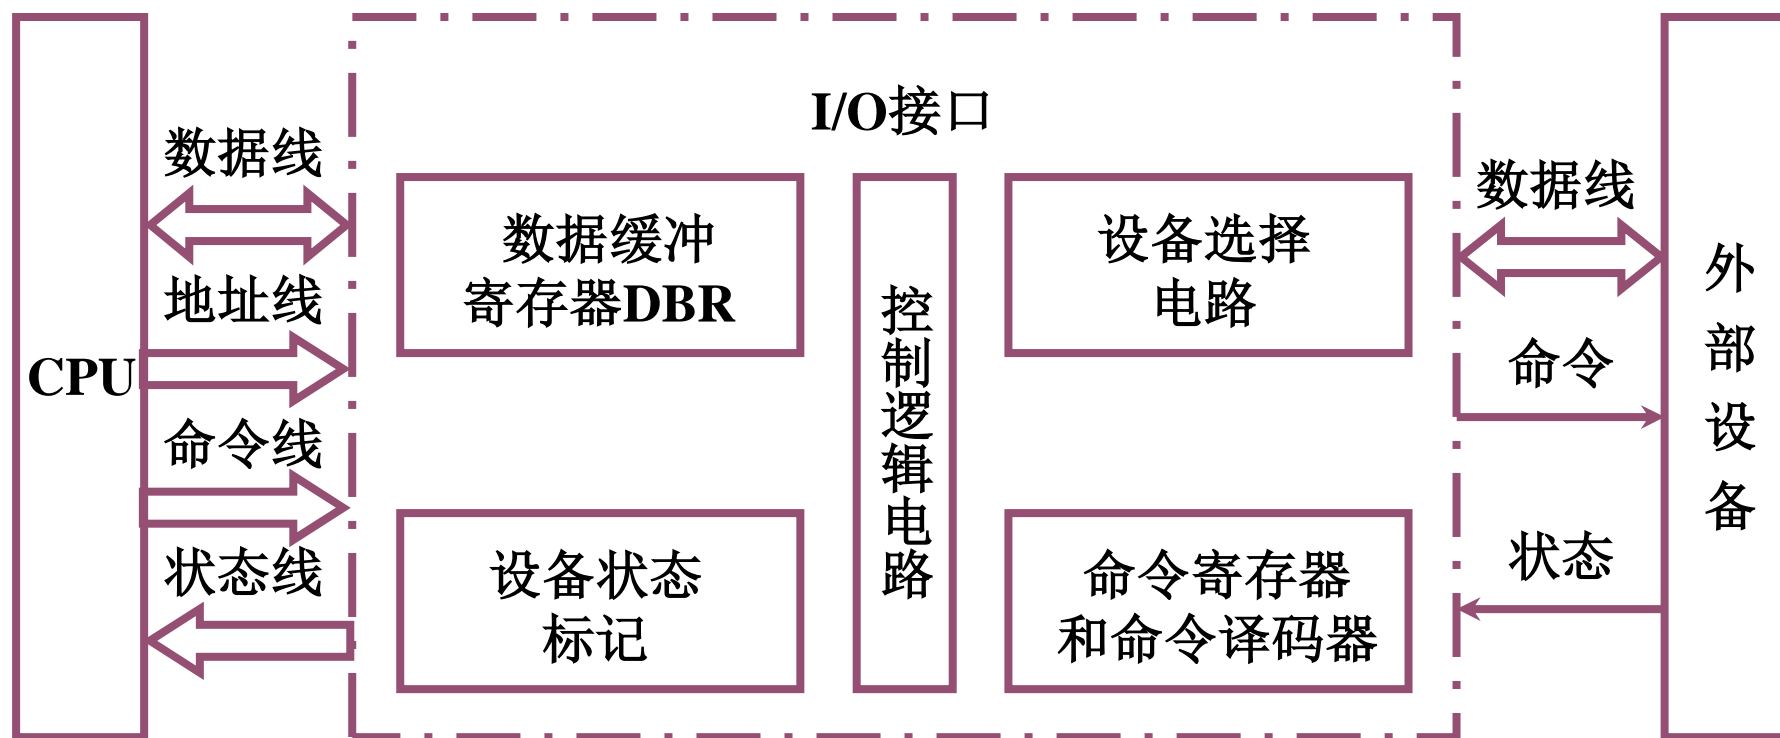 I/O接口
CPU
数据线
地址线
命令线
状态线
数据缓冲
寄存器DBR
设备状态
标记
控制逻辑电路
设备选择
电路
命令寄存器
和命令译码器
数据线
命令
状态
外部设备